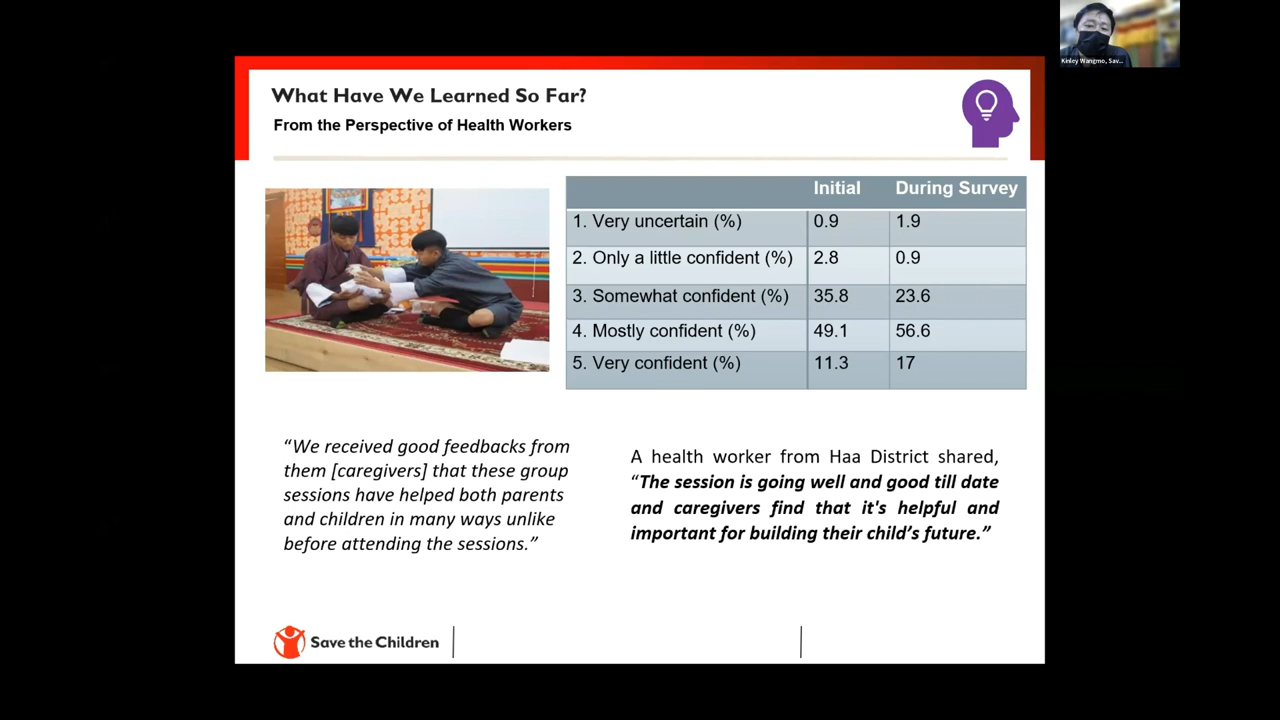 Kinley Wangmo, Sav...
What Have We Learned So Far?
From the Perspective of Health Workers
Initial During Survey
1. Very uncertain (%) 0.9 1.9
2. Only a little confident (%) 2.8 0.9
3. Somewhat confident (%) 35.8 23.6
4. Mostly confident (%) 49.1 56.6
5. Very confident (%) 11.3 17
“We received good feedbacks from
them [caregivers] that these group
sessions have helped both parents
and children in many ways unlike
before attending the sessions.”
A health worker from Haa District shared,
“The session is going well and good till date
and caregivers find that it's helpful and
important for building their child’s future.”
Save the Children